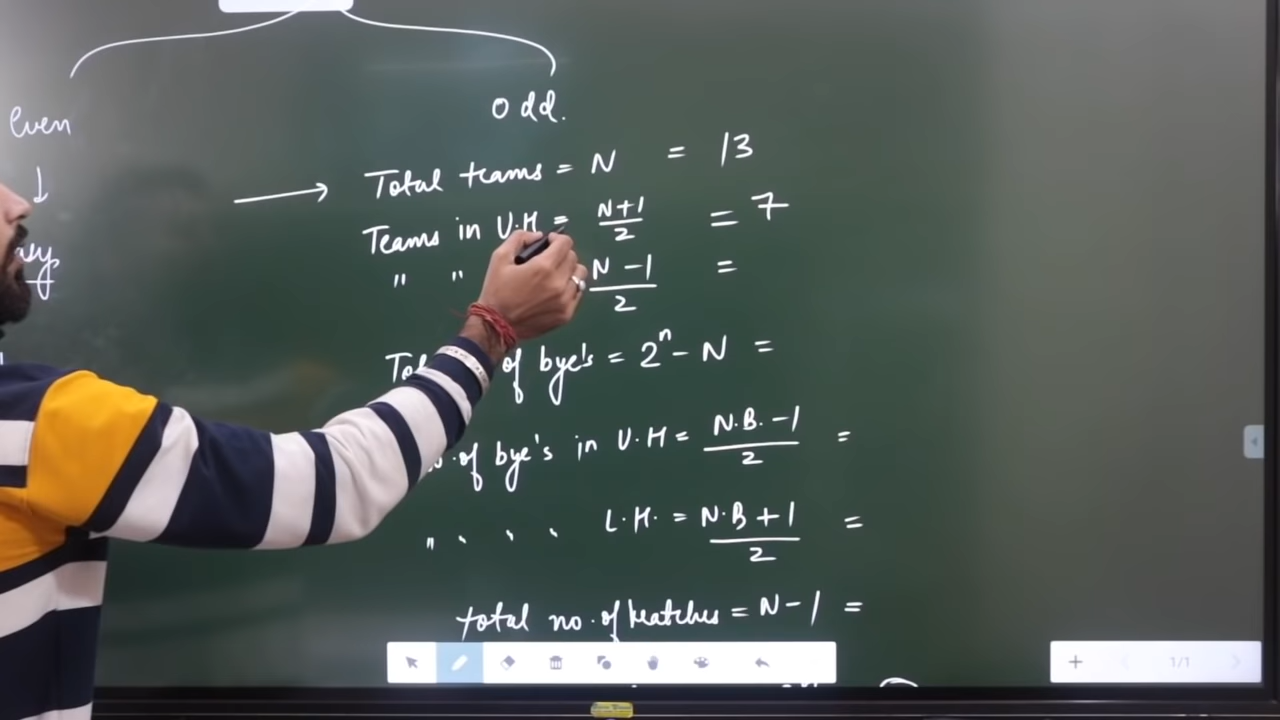 Even
Odd.
Total teams = N = 13
Teams in U.H = N+1/2 = 7
" " N-1/2 =
of bye's = 2ⁿ - N =
of bye's in U.H = N.B.-1/2 =
" " " " L.H. = N.B+1/2 =
total no. of Matches = N-1 =
1/1